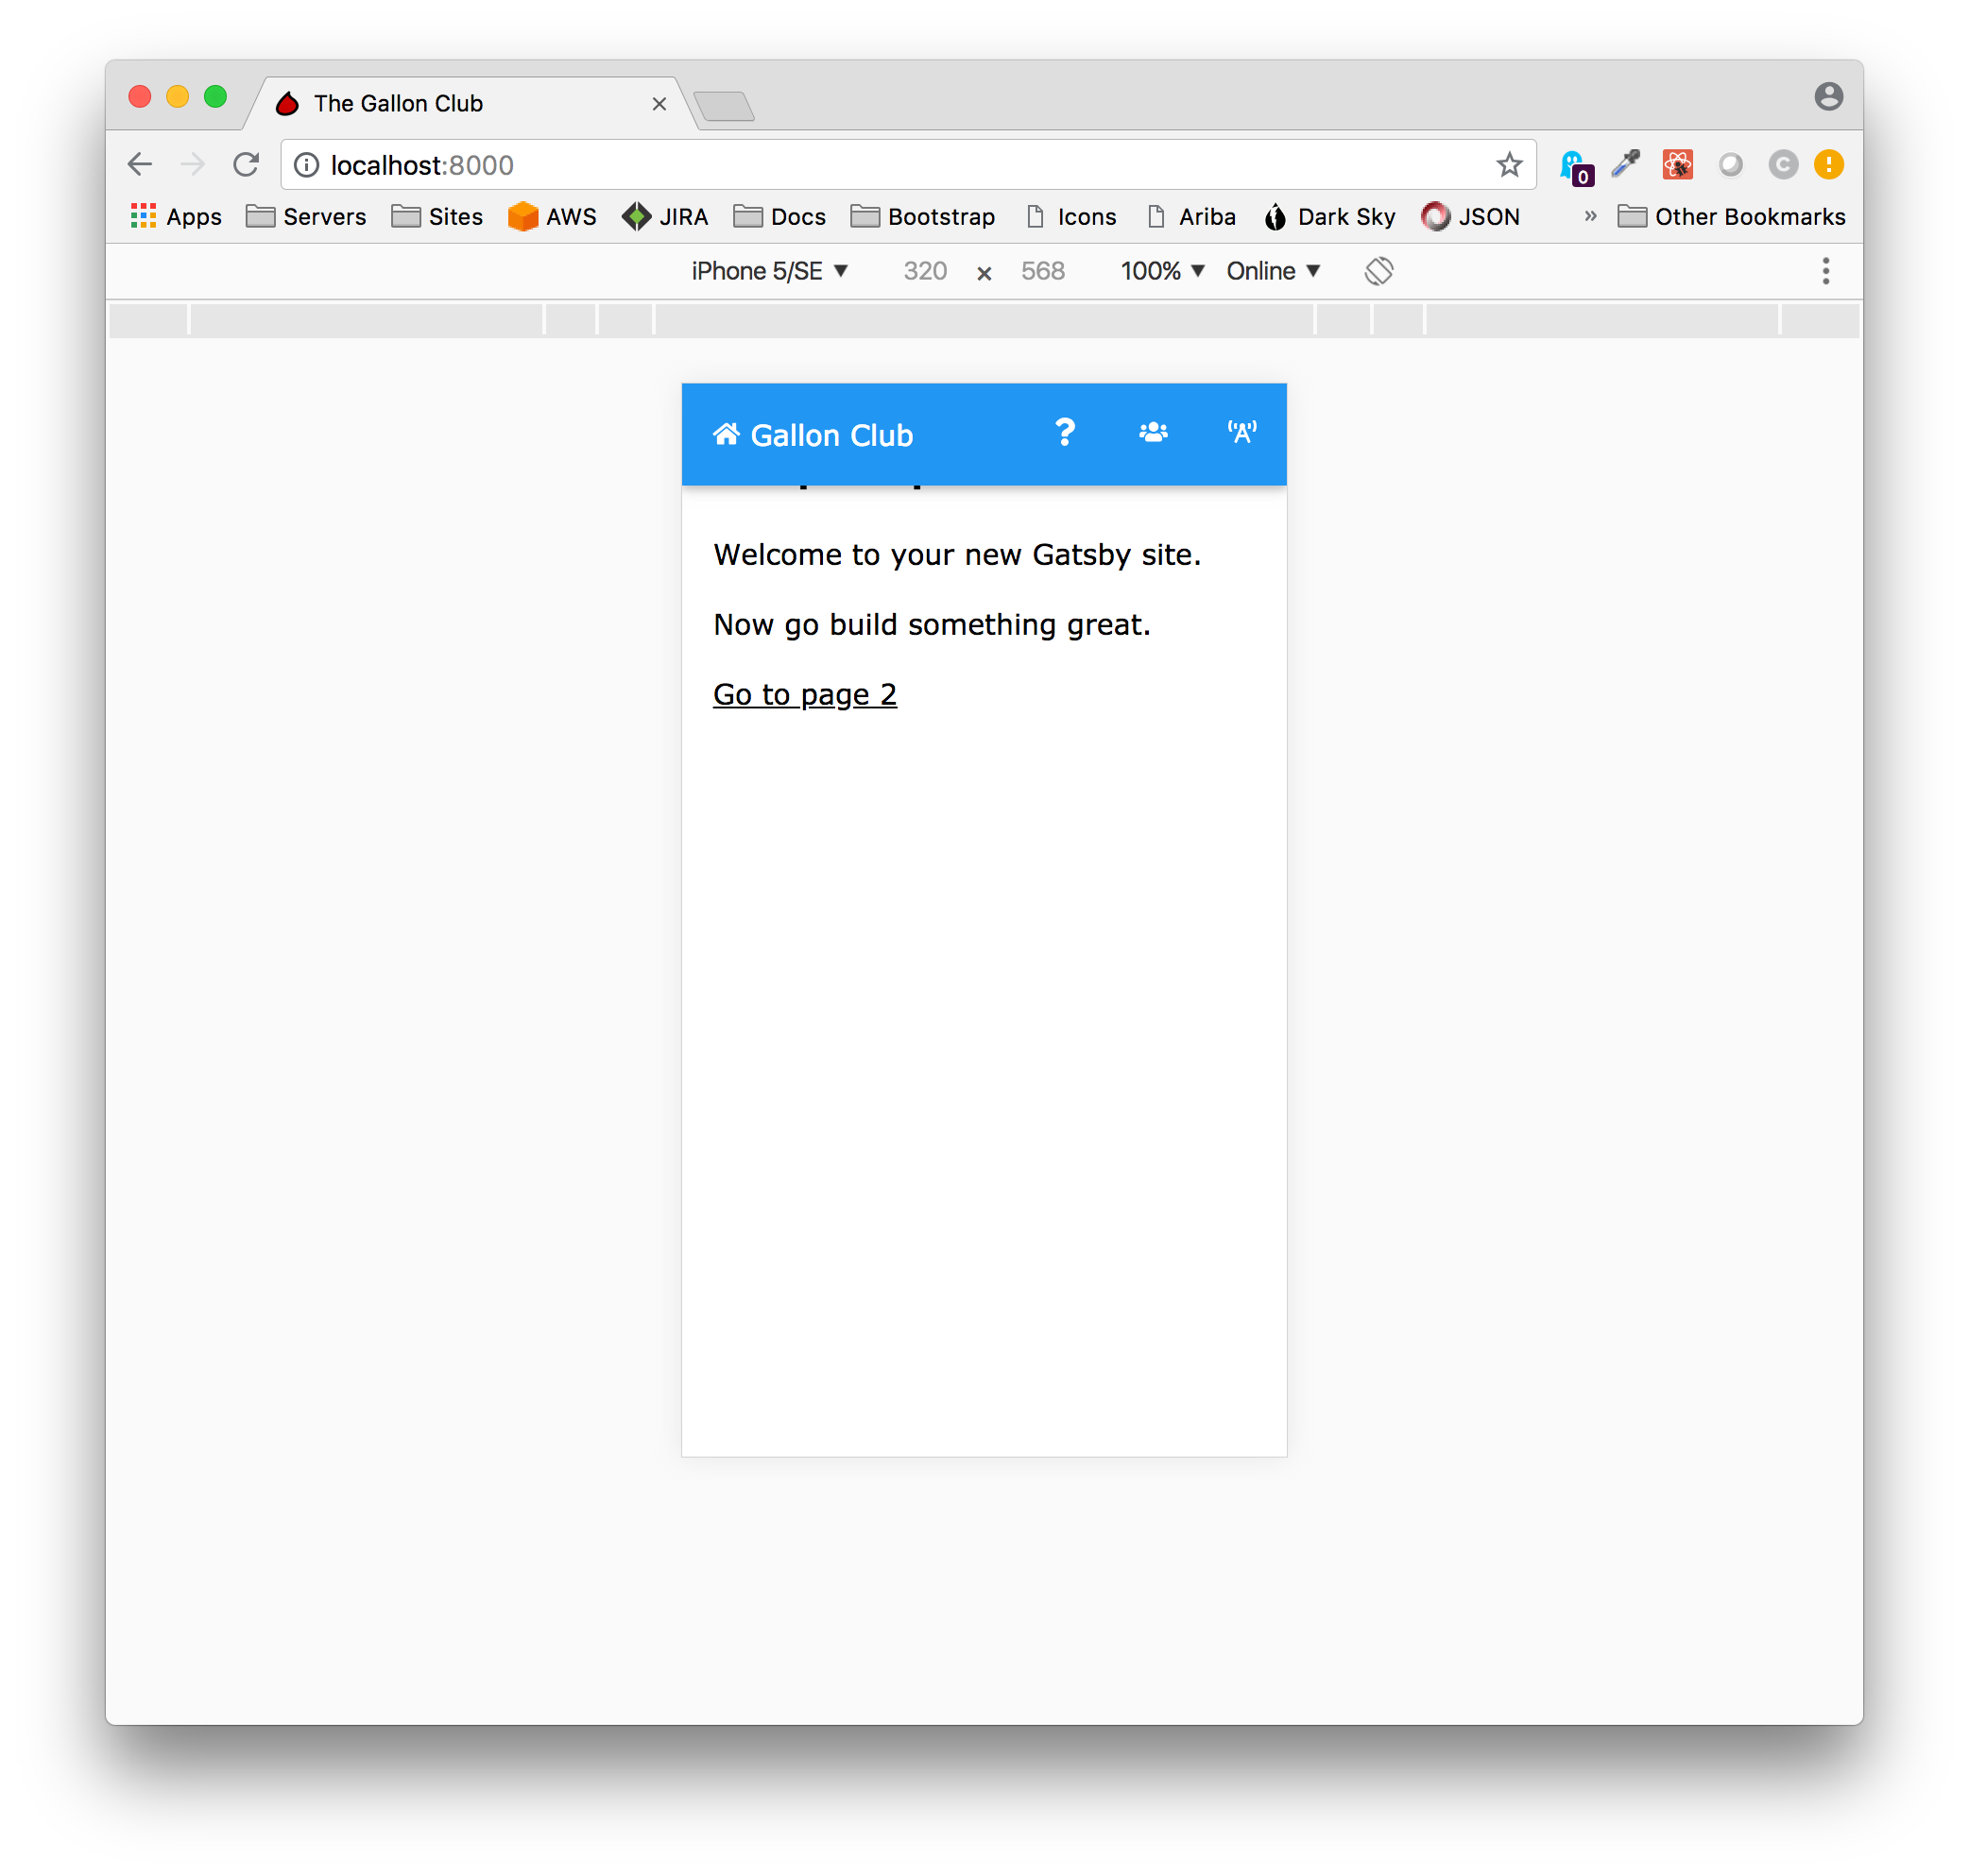 The Gallon Club
localhost:8000
0
Apps Servers Sites AWS JIRA Docs Bootstrap Icons Ariba Dark Sky JSON » Other Bookmarks
iPhone 5/SE 320 × 568 100% Online
Gallon Club ?
Welcome to your new Gatsby site.
Now go build something great.
Go to page 2